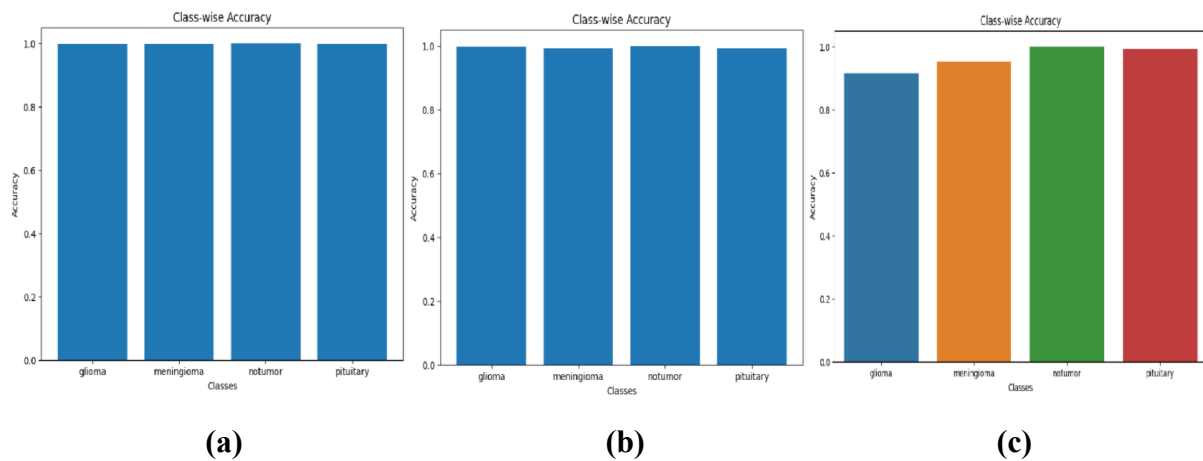 Class-wise Accuracy
1.0
0.8
0.6
0.4
0.2
0.0
Accuracy
glioma meningioma notumor pituitary
Classes
(a)
Class-wise Accuracy
1.0
0.8
0.6
0.4
0.2
0.0
Accuracy
glioma meningioma notumor pituitary
Classes
(b)
Class-wise Accuracy
1.0
0.8
0.6
0.4
0.2
0.0
Accuracy
glioma meningioma notumor pituitary
Classes
(c)